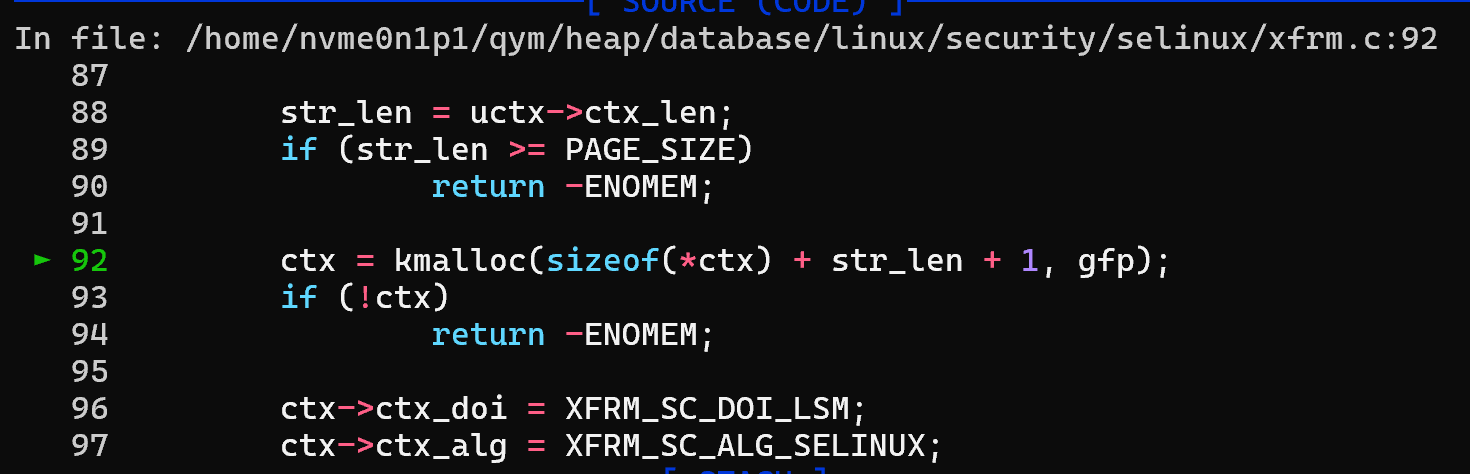 [ SOURCE (CODE) ]
In file: /home/nvme0n1p1/qym/heap/database/linux/security/selinux/xfrm.c:92
87
88         str_len = uctx->ctx_len;
89         if (str_len >= PAGE_SIZE)
90                 return -ENOMEM;
91
► 92         ctx = kmalloc(sizeof(*ctx) + str_len + 1, gfp);
93         if (!ctx)
94                 return -ENOMEM;
95
96         ctx->ctx_doi = XFRM_SC_DOI_LSM;
97         ctx->ctx_alg = XFRM_SC_ALG_SELINUX;
[ STACK ]